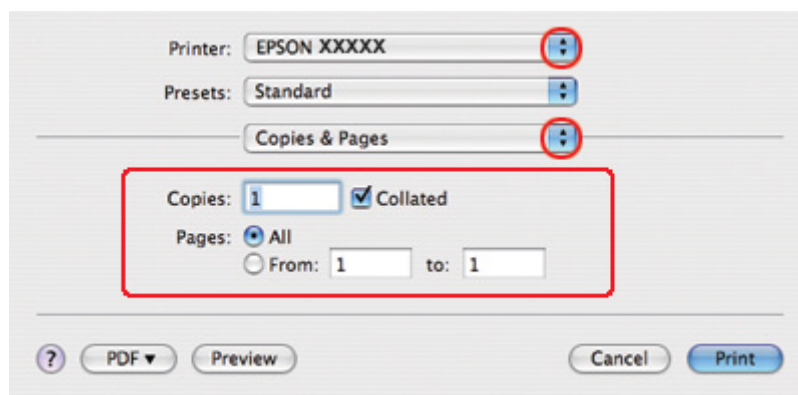 Printer: EPSON XXXXX
Presets: Standard
Copies & Pages
Copies: 1 Collated
Pages: All
From: 1 to: 1
? PDF ▼ Preview Cancel Print